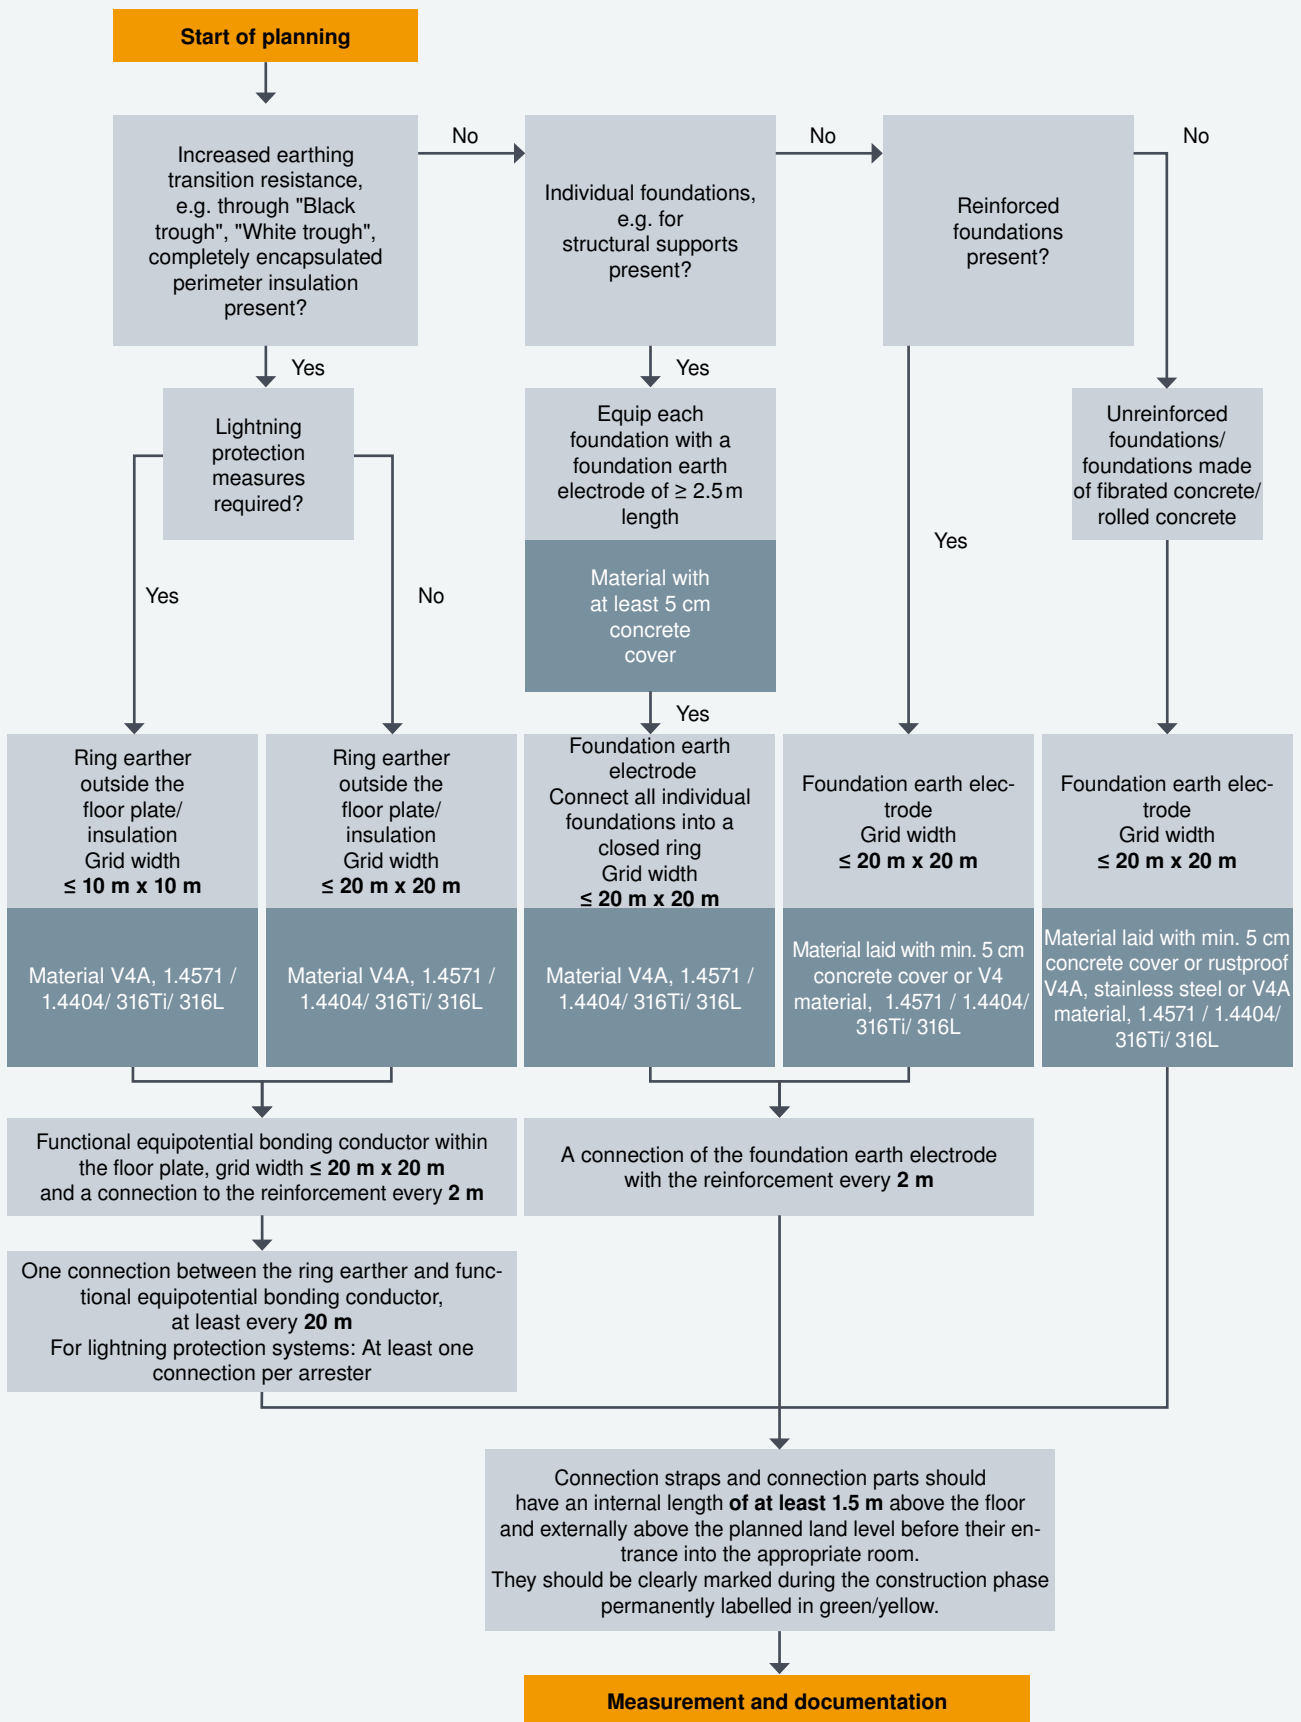 Start of planning
Increased earthing
transition resistance,
e.g. through "Black
trough", "White trough",
completely encapsulated
perimeter insulation
present?
No
Individual foundations,
e.g. for
structural supports
present?
No
Reinforced
foundations
present?
No
Yes
Lightning
protection
measures
required?
Yes
No
Yes
Equip each
foundation with a
foundation earth
electrode of ≥ 2.5 m
length
Material with
at least 5 cm
concrete
cover
Yes
Yes
Unreinforced
foundations/
foundations made
of fibrated concrete/
rolled concrete
Ring earther
outside the
floor plate/
insulation
Grid width
≤ 10 m x 10 m
Material V4A, 1.4571 /
1.4404/ 316Ti/ 316L
Ring earther
outside the
floor plate/
insulation
Grid width
≤ 20 m x 20 m
Material V4A, 1.4571 /
1.4404/ 316Ti/ 316L
Foundation earth
electrode
Connect all individual
foundations into a
closed ring
Grid width
≤ 20 m x 20 m
Material V4A, 1.4571 /
1.4404/ 316Ti/ 316L
Foundation earth elec-
trode
Grid width
≤ 20 m x 20 m
Material laid with min. 5 cm
concrete cover or V4
material, 1.4571 / 1.4404/
316Ti/ 316L
Foundation earth elec-
trode
Grid width
≤ 20 m x 20 m
Material laid with min. 5 cm
concrete cover or rustproof
V4A, stainless steel or V4A
material, 1.4571 / 1.4404/
316Ti/ 316L
Functional equipotential bonding conductor within
the floor plate, grid width ≤ 20 m x 20 m
and a connection to the reinforcement every 2 m
A connection of the foundation earth electrode
with the reinforcement every 2 m
One connection between the ring earther and func-
tional equipotential bonding conductor,
at least every 20 m
For lightning protection systems: At least one
connection per arrester
Connection straps and connection parts should
have an internal length of at least 1.5 m above the floor
and externally above the planned land level before their en-
trance into the appropriate room.
They should be clearly marked during the construction phase
permanently labelled in green/yellow.
Measurement and documentation